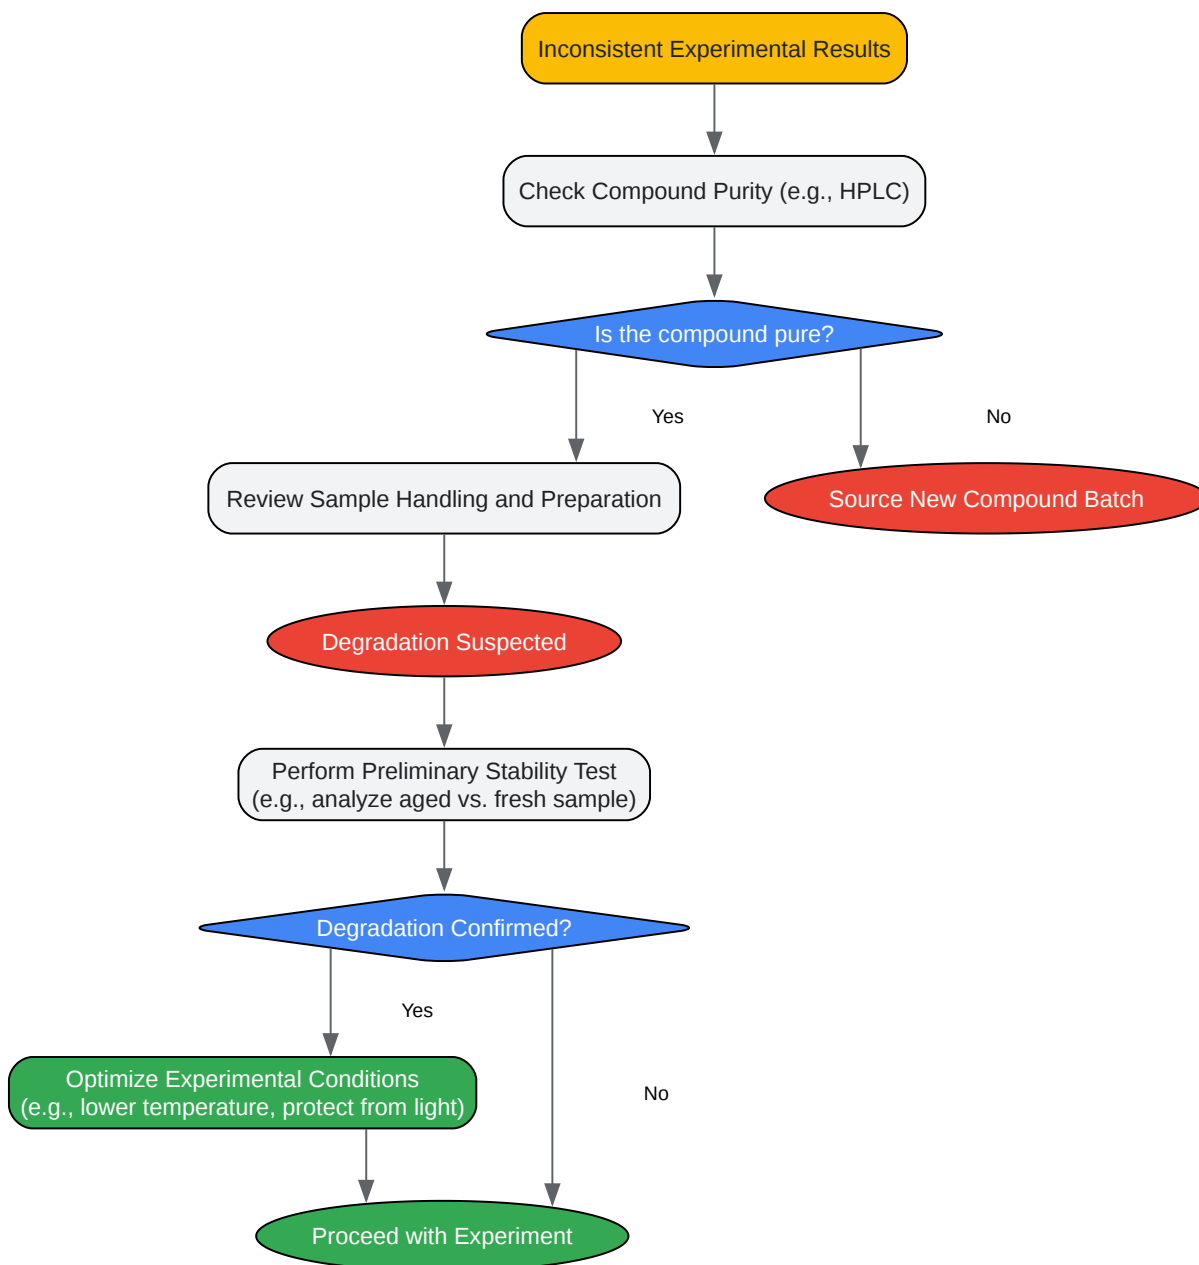 Inconsistent Experimental Results
Check Compound Purity (e.g., HPLC)
Is the compound pure?
Yes
No
Review Sample Handling and Preparation
Source New Compound Batch
Degradation Suspected
Perform Preliminary Stability Test
(e.g., analyze aged vs. fresh sample)
Degradation Confirmed?
Yes
Optimize Experimental Conditions
(e.g., lower temperature, protect from light)
No
Proceed with Experiment